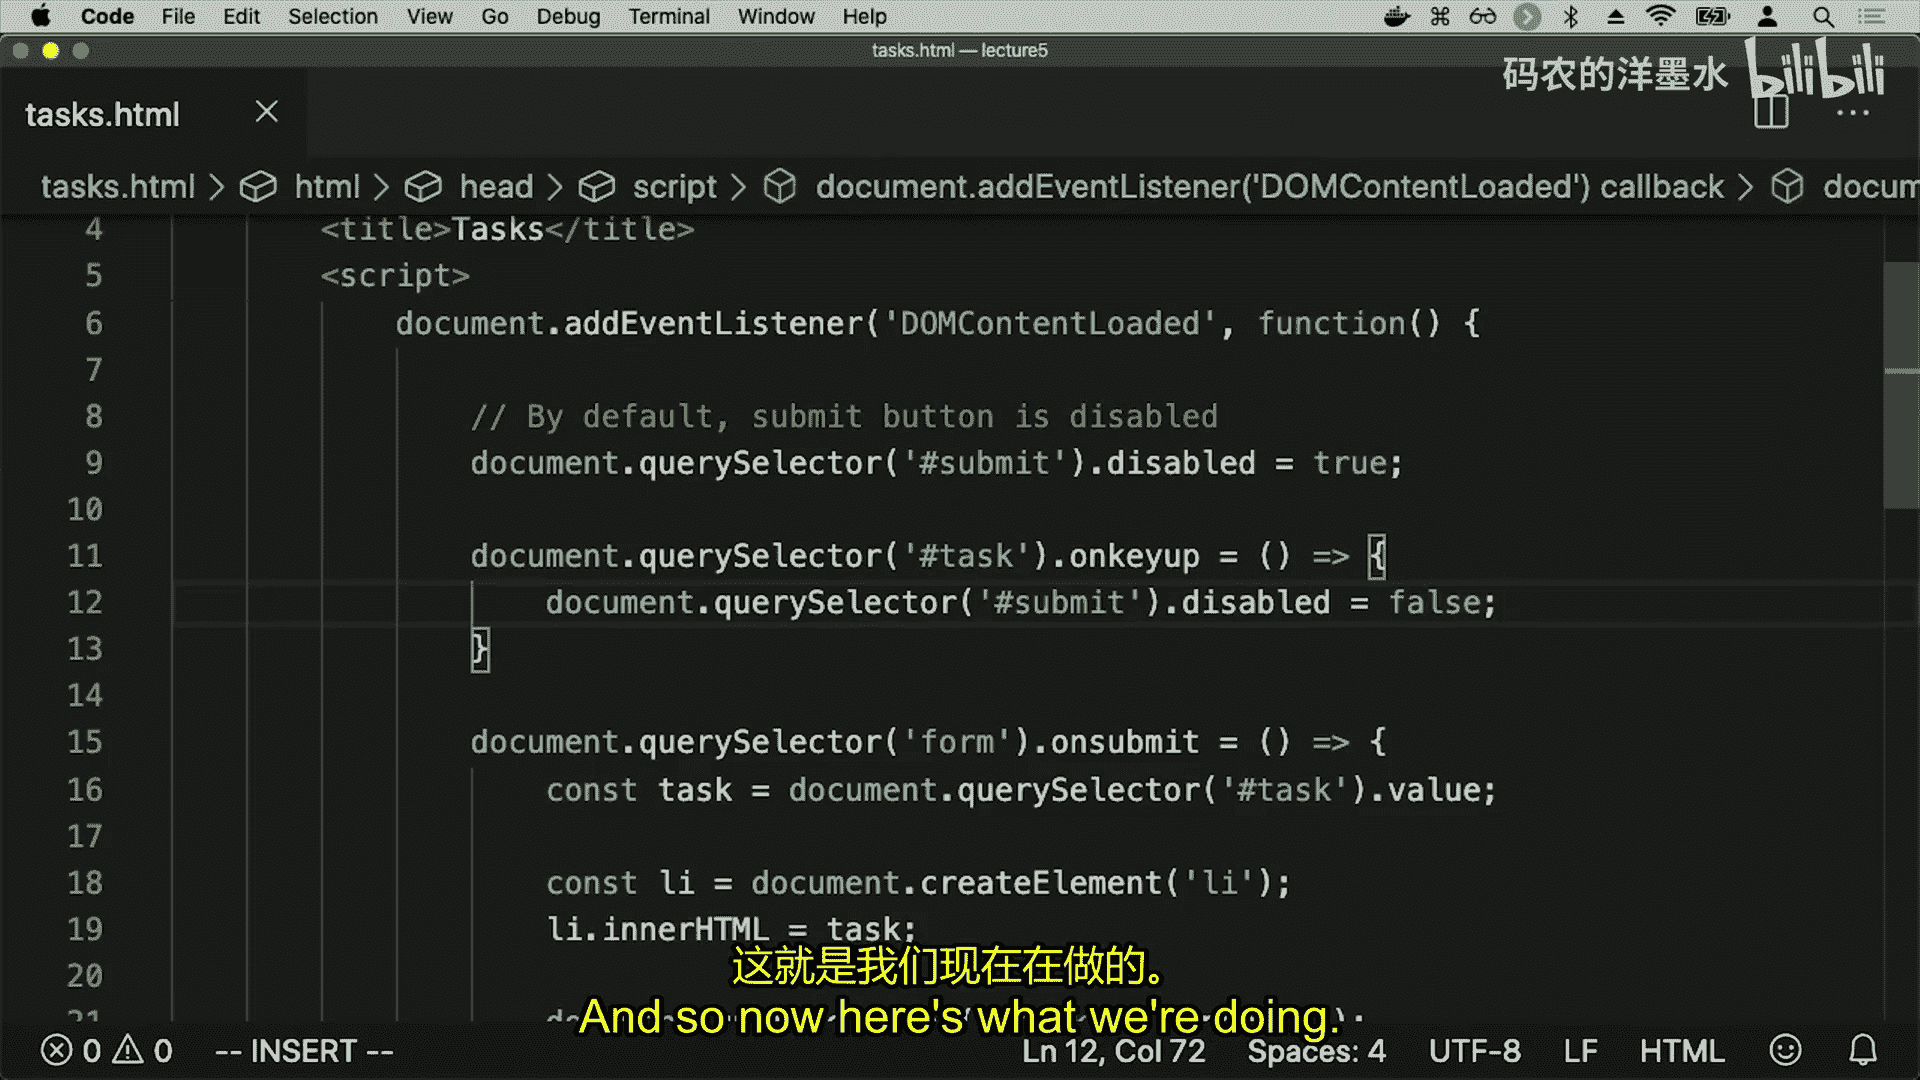 Code File Edit Selection View Go Debug Terminal Window Help
tasks.html — lecture5
码农的洋墨水 bilibili
tasks.html
tasks.html > html > head > script > document.addEventListener('DOMContentLoaded') callback > docum
4 <title>Tasks</title>
5 <script>
6 document.addEventListener('DOMContentLoaded', function() {
7
8 // By default, submit button is disabled
9 document.querySelector('#submit').disabled = true;
10
11 document.querySelector('#task').onkeyup = () => {
12 document.querySelector('#submit').disabled = false;
13 }
14
15 document.querySelector('form').onsubmit = () => {
16 const task = document.querySelector('#task').value;
17
18 const li = document.createElement('li');
19 li.innerHTML = task;
20
21
这就是我们现在在做的。
And so now here's what we're doing.
0 0 -- INSERT -- Ln 12, Col 72 Spaces: 4 UTF-8 LF HTML